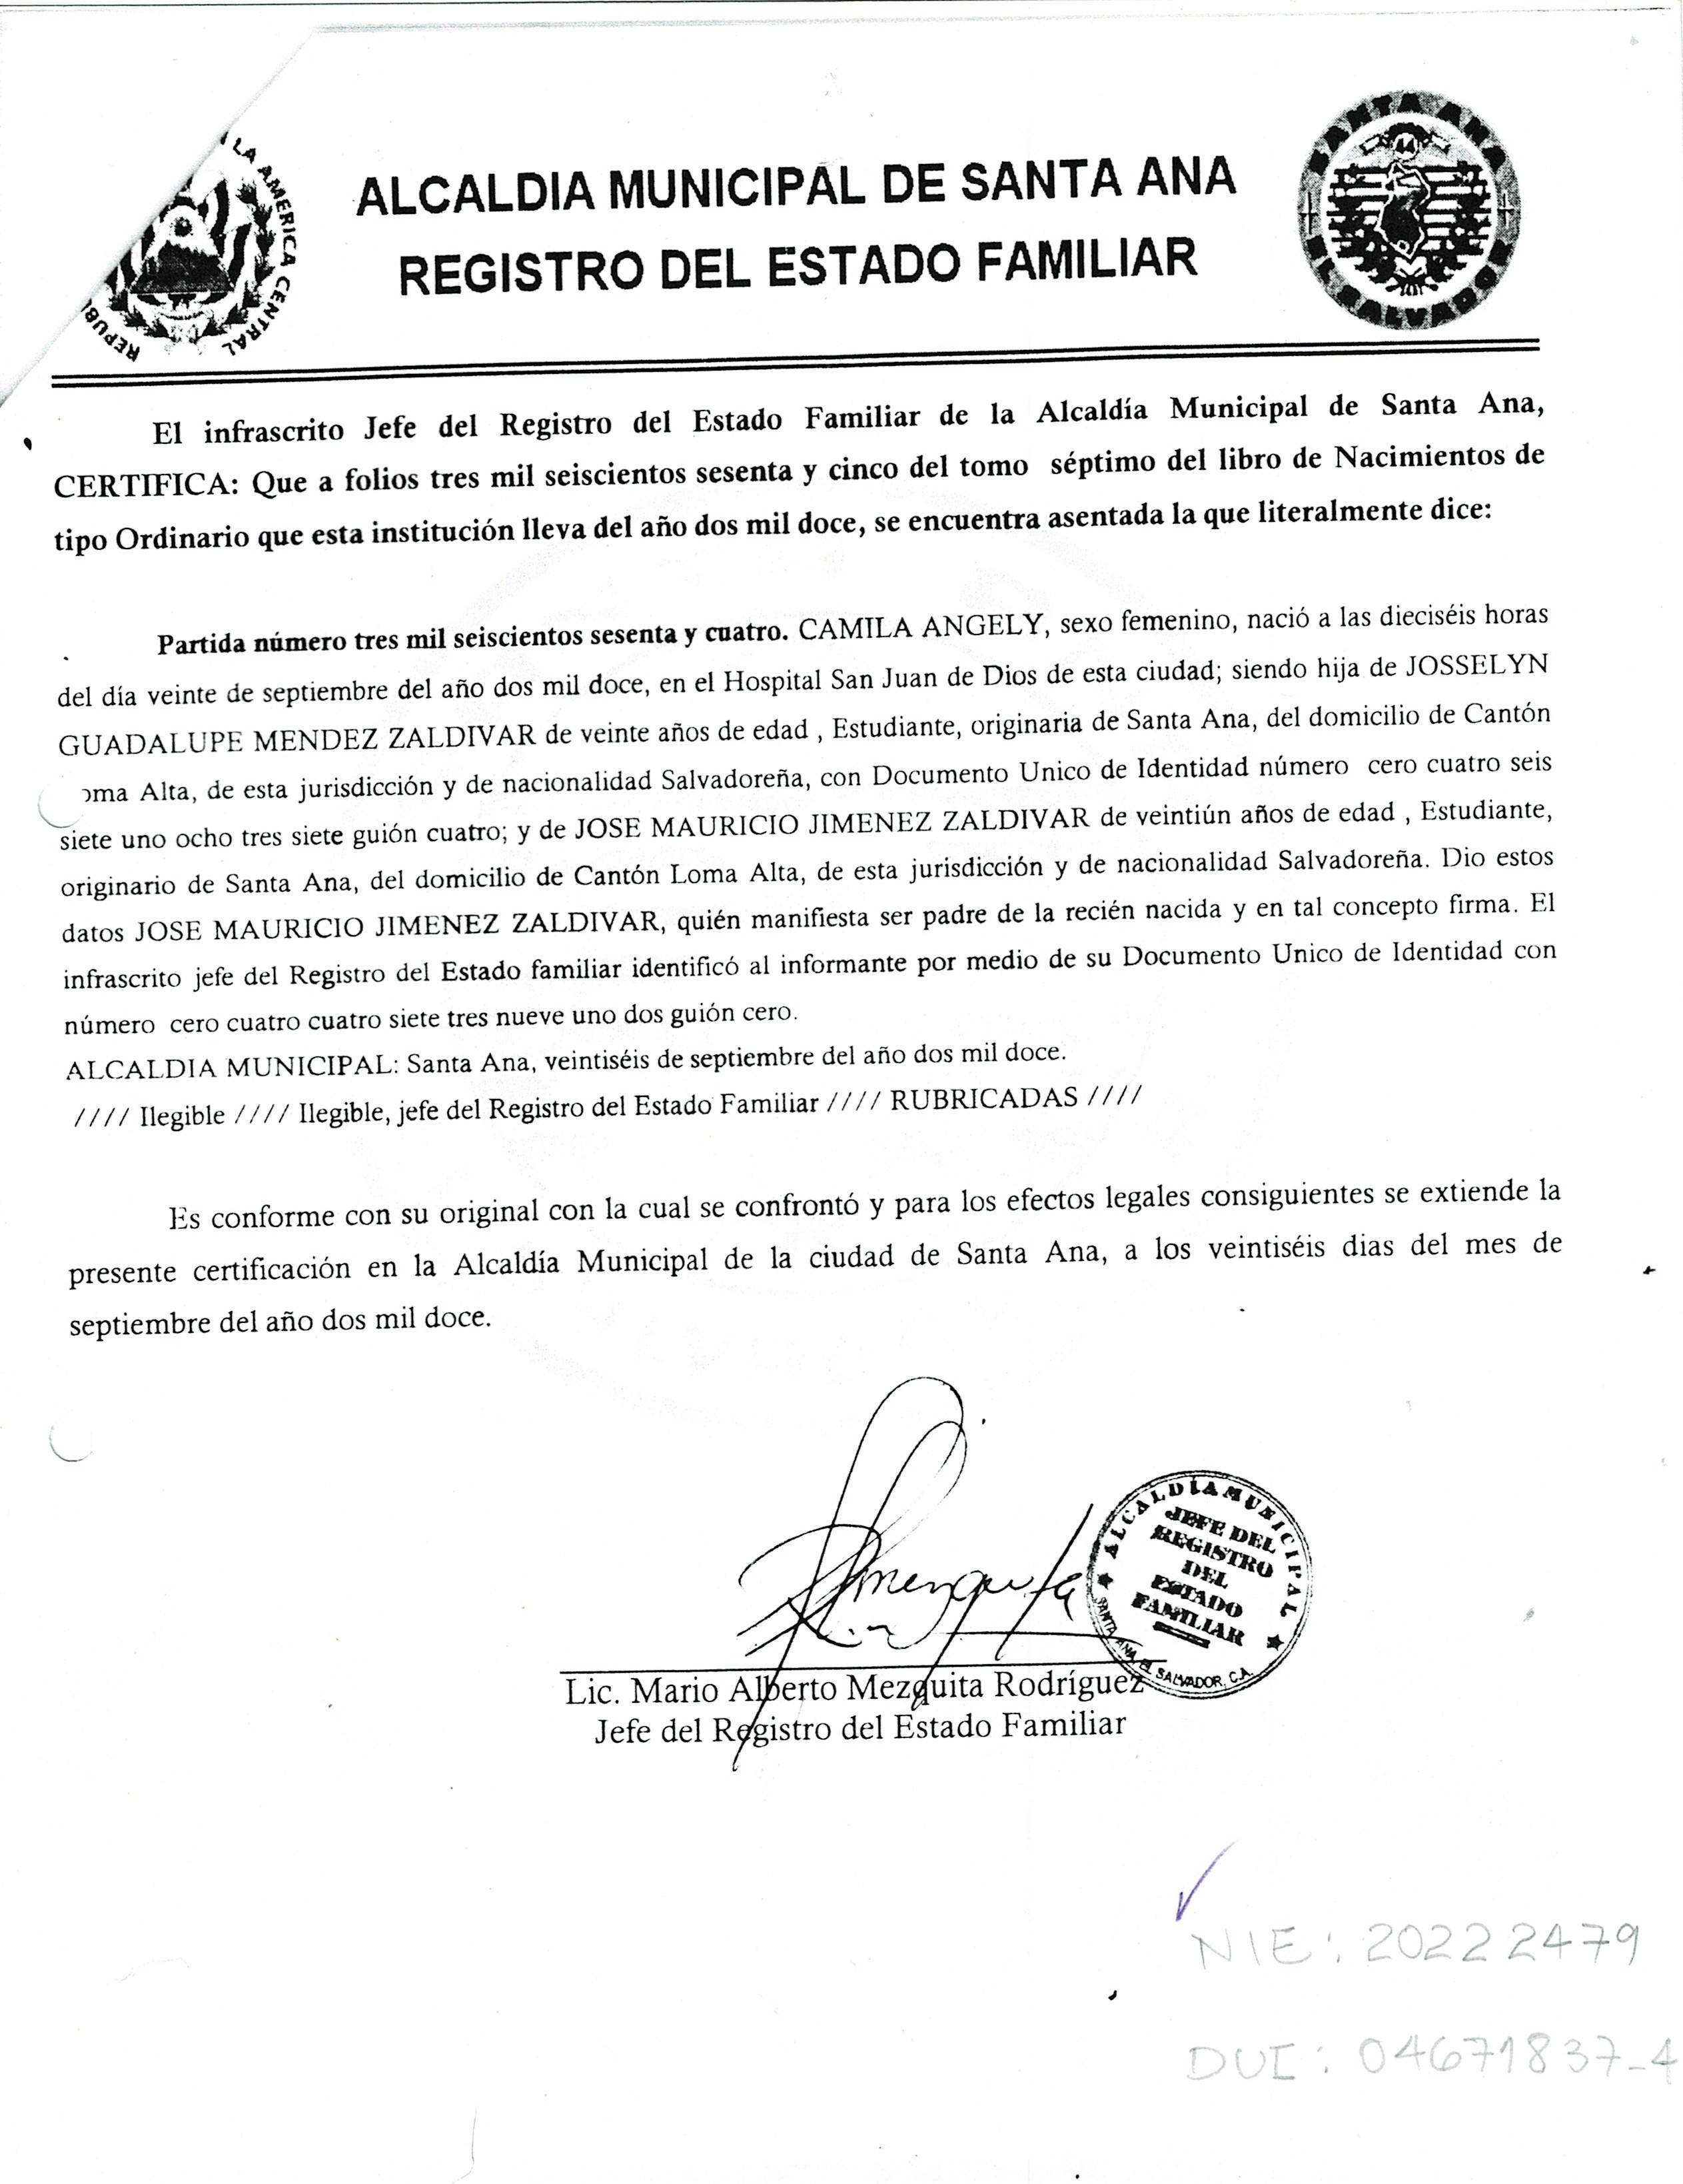 LA AMERICA CENTRAL
REPUB
SANTA ANA
EL SALVADOR
ALCALDIA MUNICIPAL DE SANTA ANA
REGISTRO DEL ESTADO FAMILIAR
El infrascrito Jefe del Registro del Estado Familiar de la Alcaldía Municipal de Santa Ana,
CERTIFICA: Que a folios tres mil seiscientos sesenta y cinco del tomo séptimo del libro de Nacimientos de
tipo Ordinario que esta institución lleva del año dos mil doce, se encuentra asentada la que literalmente dice:
Partida número tres mil seiscientos sesenta y cuatro. CAMILA ANGELY, sexo femenino, nació a las dieciséis horas
del día veinte de septiembre del año dos mil doce, en el Hospital San Juan de Dios de esta ciudad; siendo hija de JOSSELYN
GUADALUPE MENDEZ ZALDIVAR de veinte años de edad , Estudiante, originaria de Santa Ana, del domicilio de Cantón
oma Alta, de esta jurisdicción y de nacionalidad Salvadoreña, con Documento Unico de Identidad número cero cuatro seis
siete uno ocho tres siete guión cuatro; y de JOSE MAURICIO JIMENEZ ZALDIVAR de veintiún años de edad , Estudiante,
originario de Santa Ana, del domicilio de Cantón Loma Alta, de esta jurisdicción y de nacionalidad Salvadoreña. Dio estos
datos JOSE MAURICIO JIMENEZ ZALDIVAR, quién manifiesta ser padre de la recién nacida y en tal concepto firma. El
infrascrito jefe del Registro del Estado familiar identificó al informante por medio de su Documento Unico de Identidad con
número cero cuatro cuatro siete tres nueve uno dos guión cero.
ALCALDIA MUNICIPAL: Santa Ana, veintiséis de septiembre del año dos mil doce.
//// Ilegible //// Ilegible, jefe del Registro del Estado Familiar //// RUBRICADAS ////
Es conforme con su original con la cual se confrontó y para los efectos legales consiguientes se extiende la
presente certificación en la Alcaldía Municipal de la ciudad de Santa Ana, a los veintiséis dias del mes de
septiembre del año dos mil doce.
ALCALDÍA MUNICIPAL
JEFE DEL
REGISTRO
DEL
ESTADO
FAMILIAR
SANTA ANA EL SALVADOR, C.A.
Lic. Mario Alberto Mezquita Rodríguez
Jefe del Registro del Estado Familiar
NIE: 20222479
DUI: 04671837-4